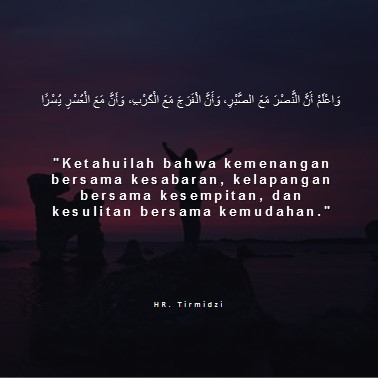 وَاعْلَمْ أَنَّ النَّصْرَ مَعَ الصَّبْرِ، وَأَنَّ الْفَرَجَ مَعَ الْكَرْبِ، وَأَنَّ مَعَ الْعُسْرِ يُسْرًا
"Ketahuilah bahwa kemenangan
bersama kesabaran, kelapangan
bersama kesempitan, dan
kesulitan bersama kemudahan."
HR. Tirmidzi